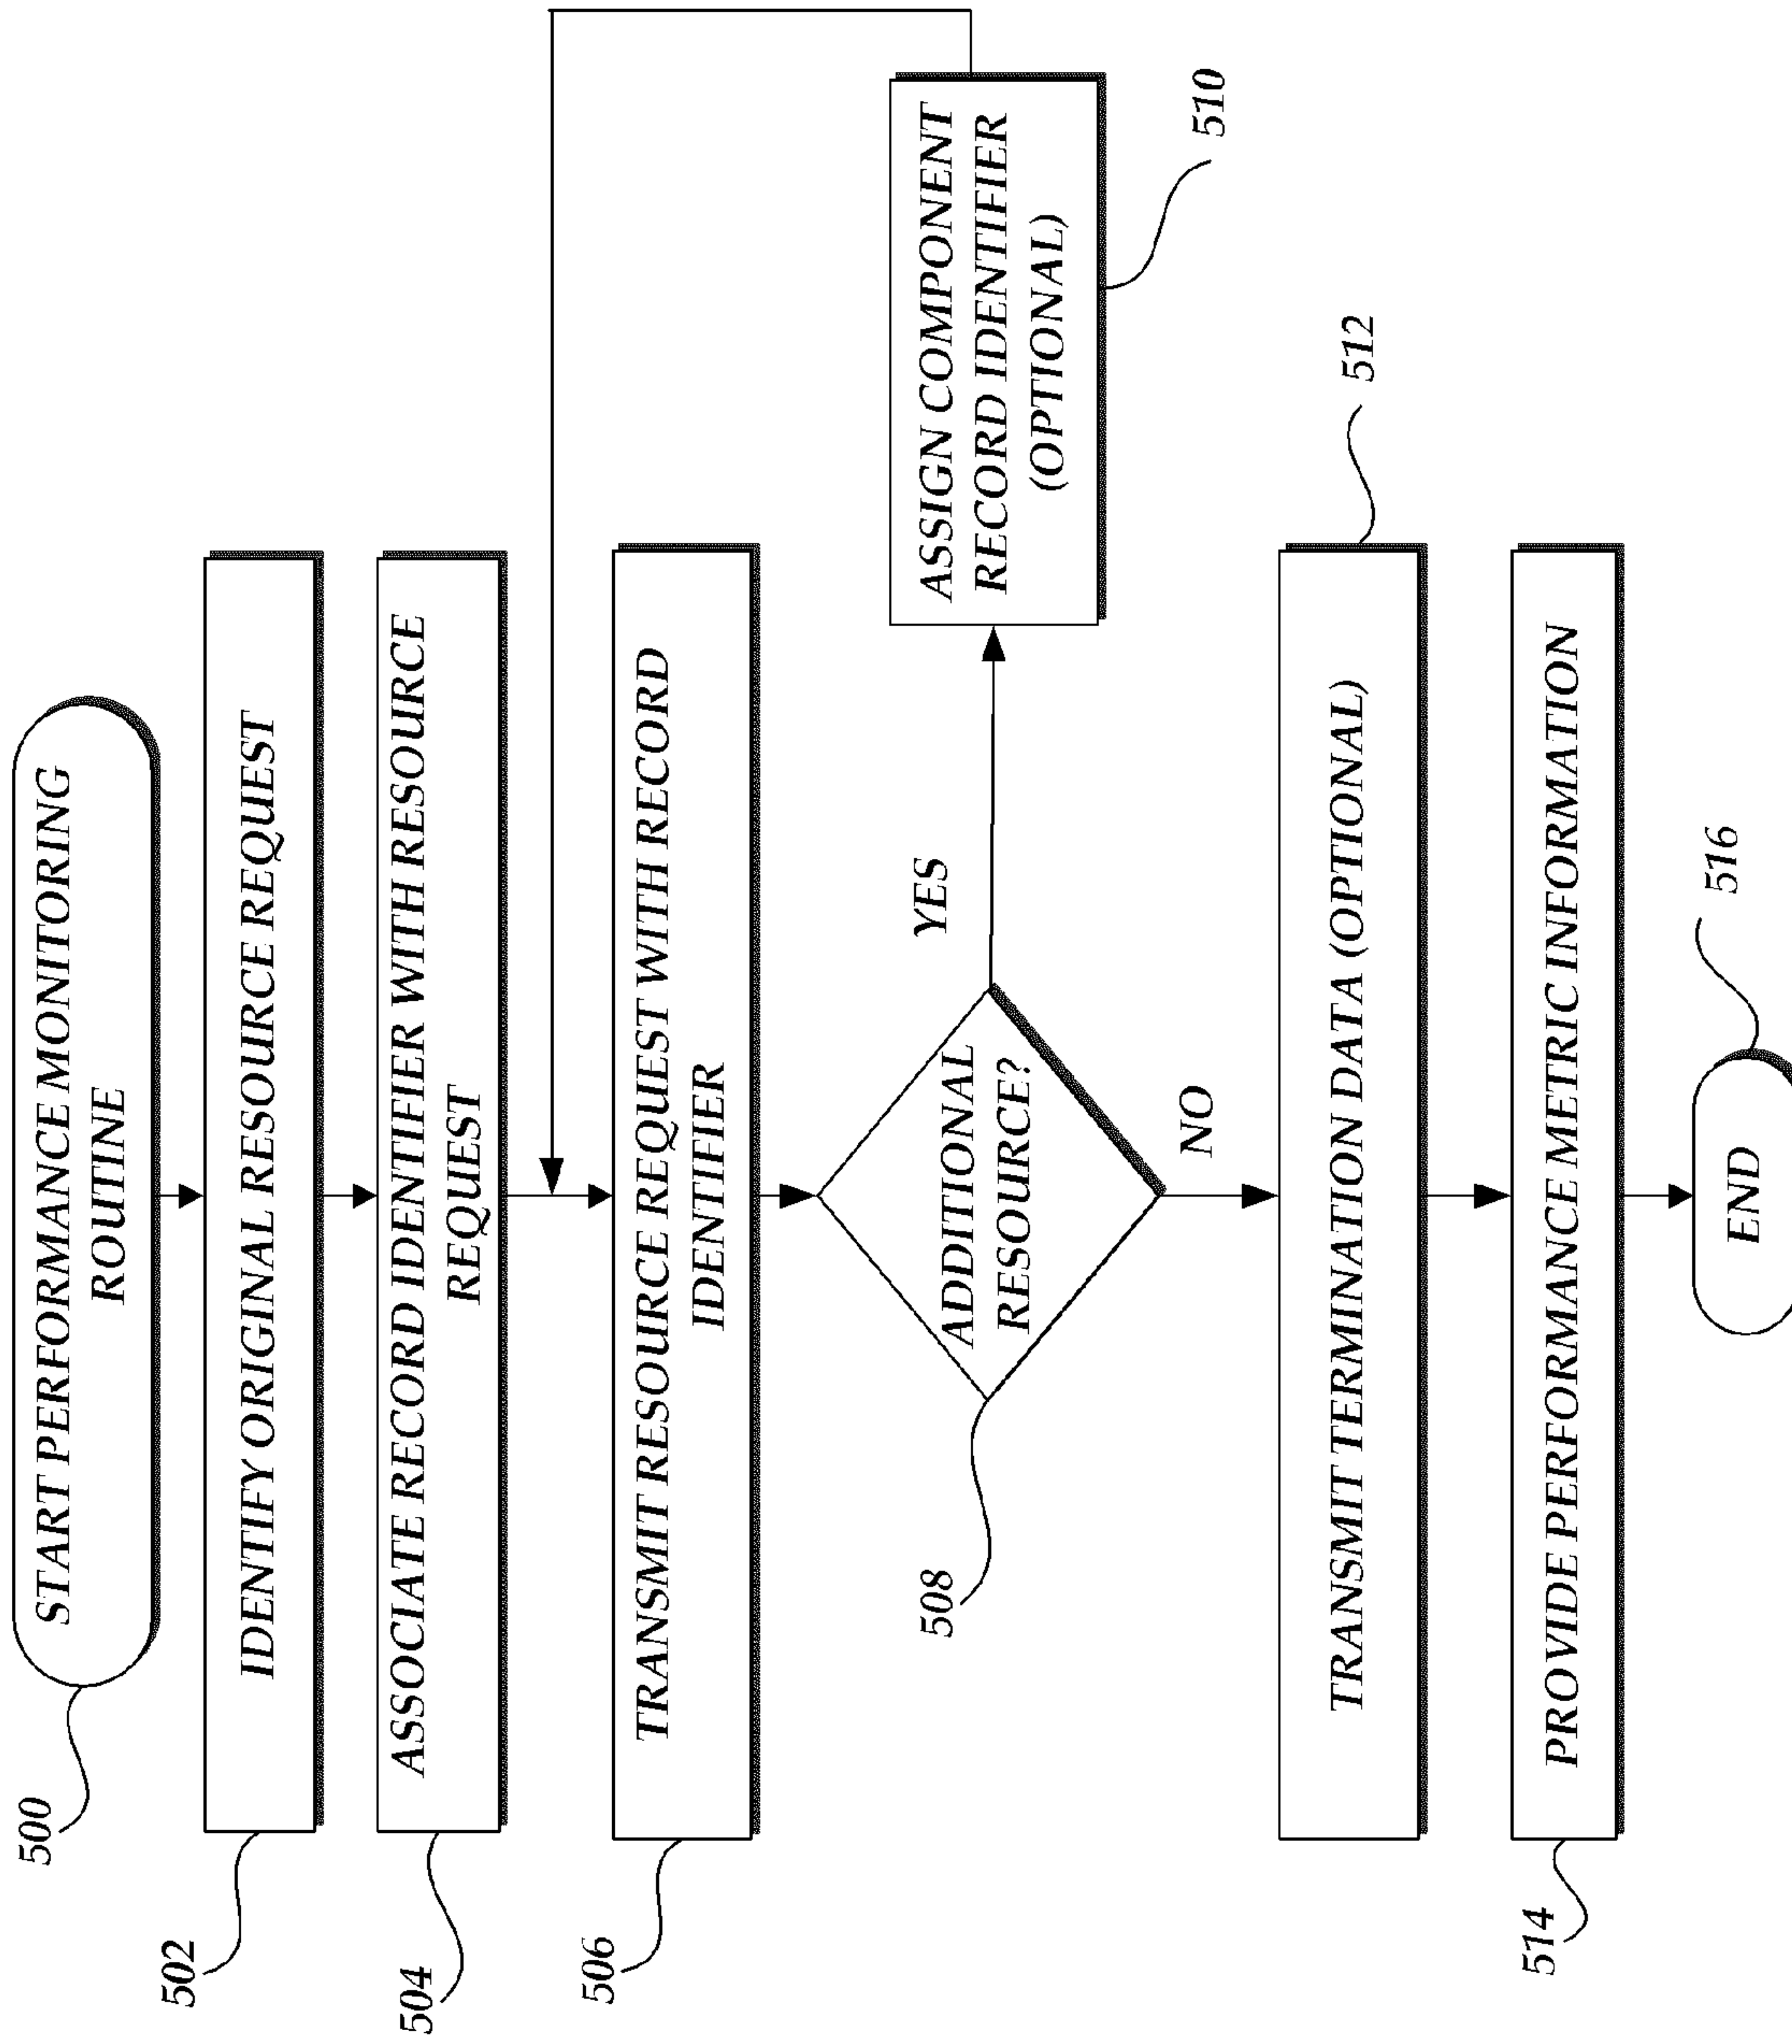 500
START PERFORMANCE MONITORING
ROUTINE
502
IDENTIFY ORIGINAL RESOURCE REQUEST
504
ASSOCIATE RECORD IDENTIFIER WITH RESOURCE
REQUEST
506
TRANSMIT RESOURCE REQUEST WITH RECORD
IDENTIFIER
508
ADDITIONAL
RESOURCE?
YES
ASSIGN COMPONENT
RECORD IDENTIFIER
(OPTIONAL)
510
NO
TRANSMIT TERMINATION DATA (OPTIONAL)
512
514
PROVIDE PERFORMANCE METRIC INFORMATION
END
516